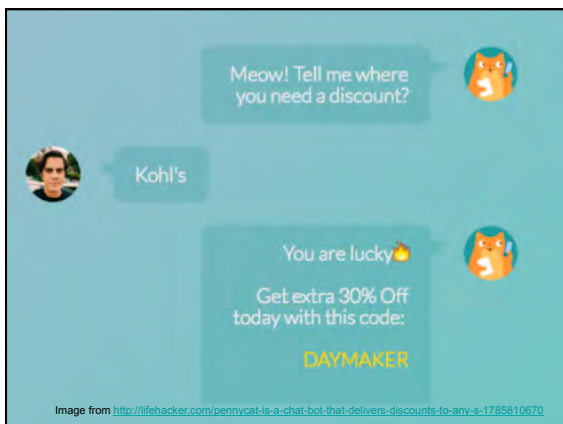 Meow! Tell me where
you need a discount?
Kohl's
You are lucky🔥
Get extra 30% Off
today with this code:
DAYMAKER
Image from http://lifehacker.com/pennycat-is-a-chat-bot-that-delivers-discounts-to-any-s-1785810670